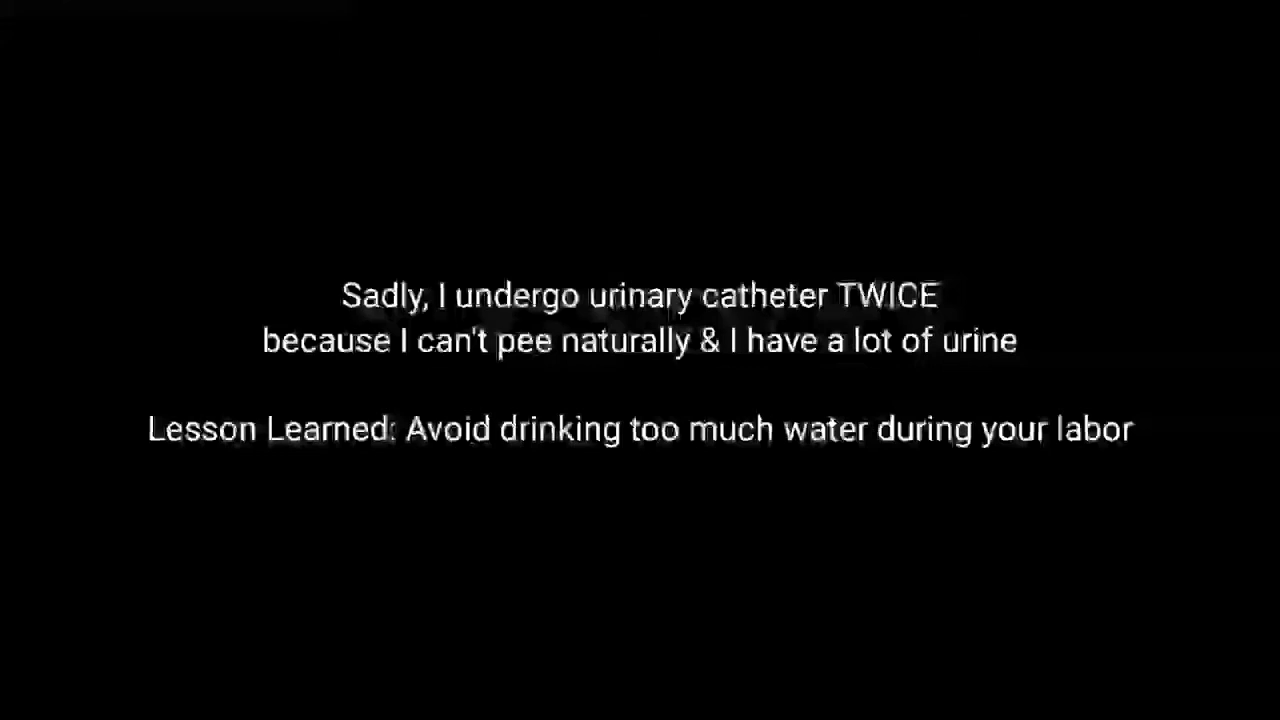 Sadly, I undergo urinary catheter TWICE
because I can't pee naturally & I have a lot of urine
Lesson Learned: Avoid drinking too much water during your labor